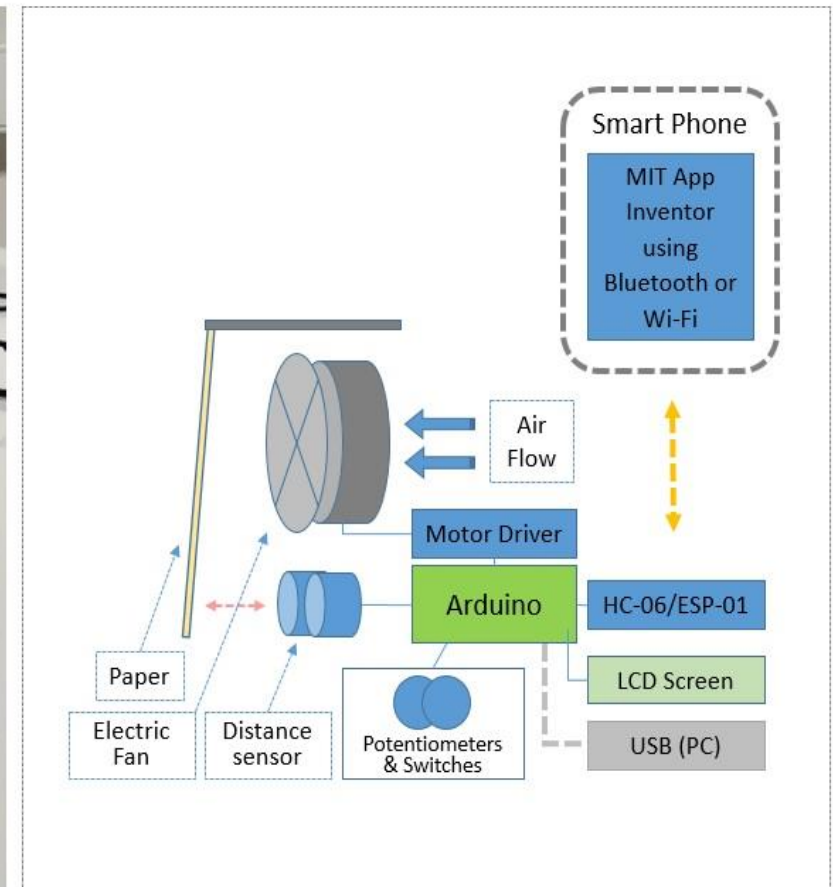 Smart Phone
MIT App
Inventor
using
Bluetooth or
Wi-Fi
Air
Flow
Motor Driver
Arduino
HC-06/ESP-01
Paper
LCD Screen
Electric
Fan
Distance
sensor
Potentiometers
& Switches
USB (PC)